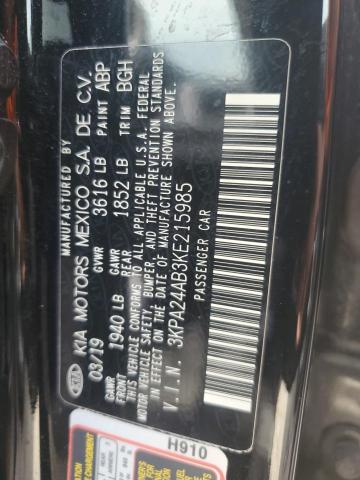 KIA
MANUFACTURED BY
KIA MOTORS MEXICO S.A. DE C.V.
03/19 GVWR 3616 LB PAINT ABP
GAWR FRONT 1940 LB GAWR REAR 1852 LB TRIM BGH
THIS VEHICLE CONFORMS TO ALL APPLICABLE U.S.A. FEDERAL
MOTOR VEHICLE SAFETY, BUMPER, AND THEFT PREVENTION STANDARDS
IN EFFECT ON THE DATE OF MANUFACTURE SHOWN ABOVE.
V.I.N. 3KPA24AB3KE215985
PASSENGER CAR
H910